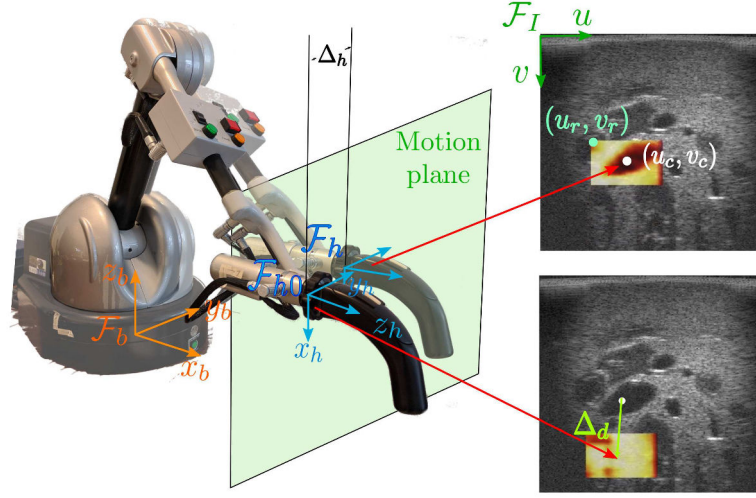 Δ_h
Motion
plane
ℱ_h
ℱ_h0
y_h
z_h
x_h
z_b
y_b
ℱ_b
x_b
ℱ_I
u
v
(u_r, v_r)
(u_c, v_c)
Δ_d